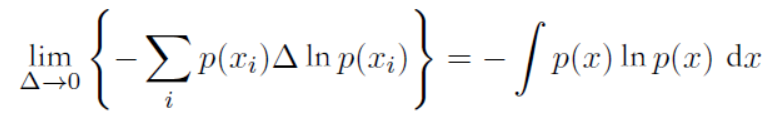 lim_{Δ→0} { − ∑_i p(x_i)Δ ln p(x_i) } = − ∫ p(x) ln p(x) dx